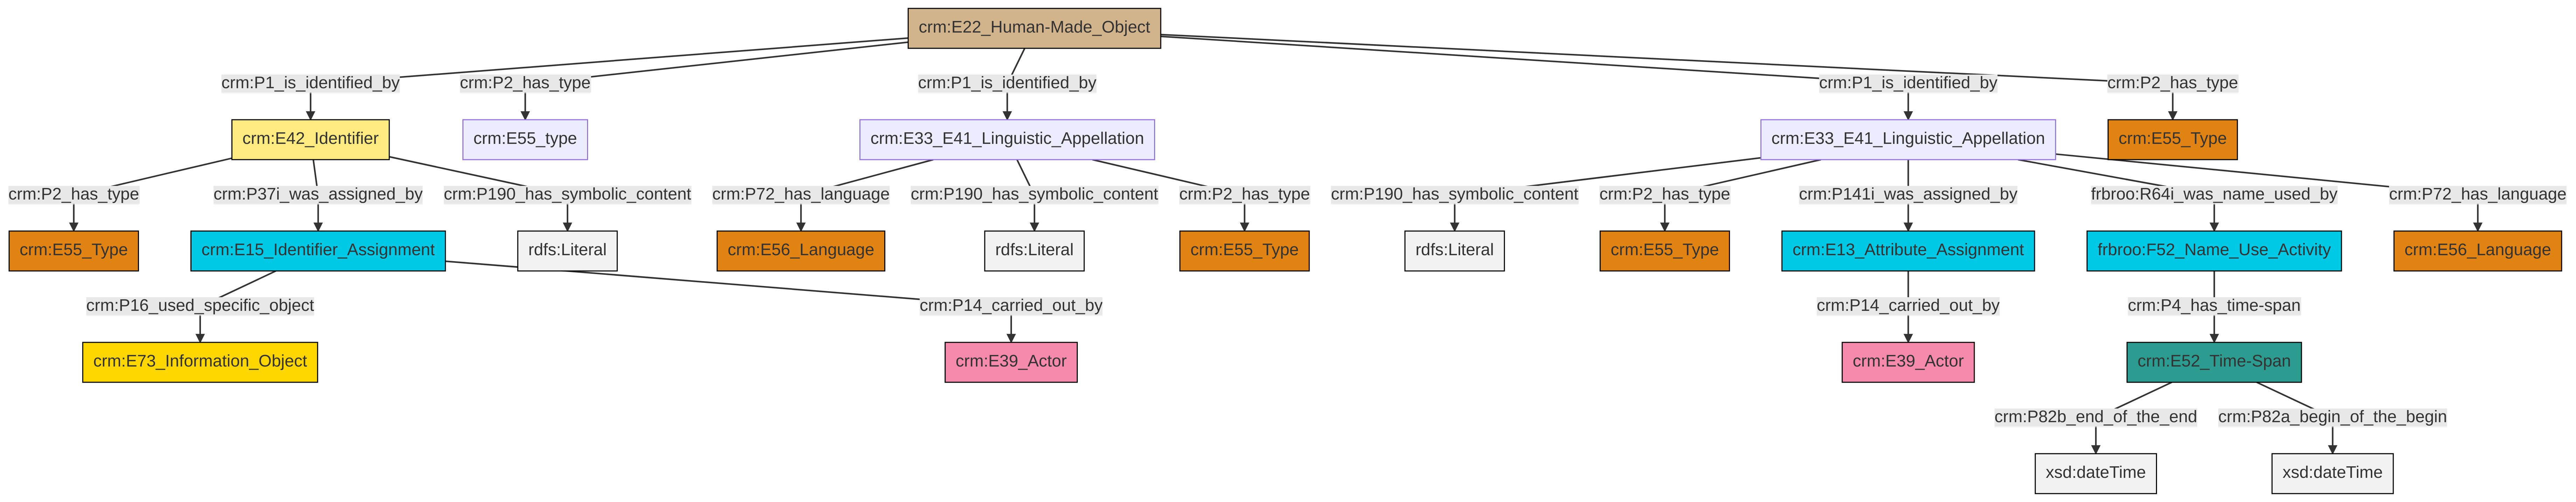 crm:E22_Human-Made_Object
crm:P1_is_identified_by
crm:P2_has_type
crm:P1_is_identified_by
crm:P1_is_identified_by
crm:P2_has_type
crm:E42_Identifier
crm:E55_type
crm:E33_E41_Linguistic_Appellation
crm:E33_E41_Linguistic_Appellation
crm:E55_Type
crm:P2_has_type
crm:P37i_was_assigned_by
crm:P190_has_symbolic_content
crm:P72_has_language
crm:P190_has_symbolic_content
crm:P2_has_type
crm:P190_has_symbolic_content
crm:P2_has_type
crm:P141i_was_assigned_by
frbroo:R64i_was_name_used_by
crm:P72_has_language
crm:E55_Type
crm:E15_Identifier_Assignment
rdfs:Literal
crm:E56_Language
rdfs:Literal
crm:E55_Type
rdfs:Literal
crm:E55_Type
crm:E13_Attribute_Assignment
frbroo:F52_Name_Use_Activity
crm:E56_Language
crm:P16_used_specific_object
crm:P14_carried_out_by
crm:P14_carried_out_by
crm:P4_has_time-span
crm:E73_Information_Object
crm:E39_Actor
crm:E39_Actor
crm:E52_Time-Span
crm:P82b_end_of_the_end
crm:P82a_begin_of_the_begin
xsd:dateTime
xsd:dateTime